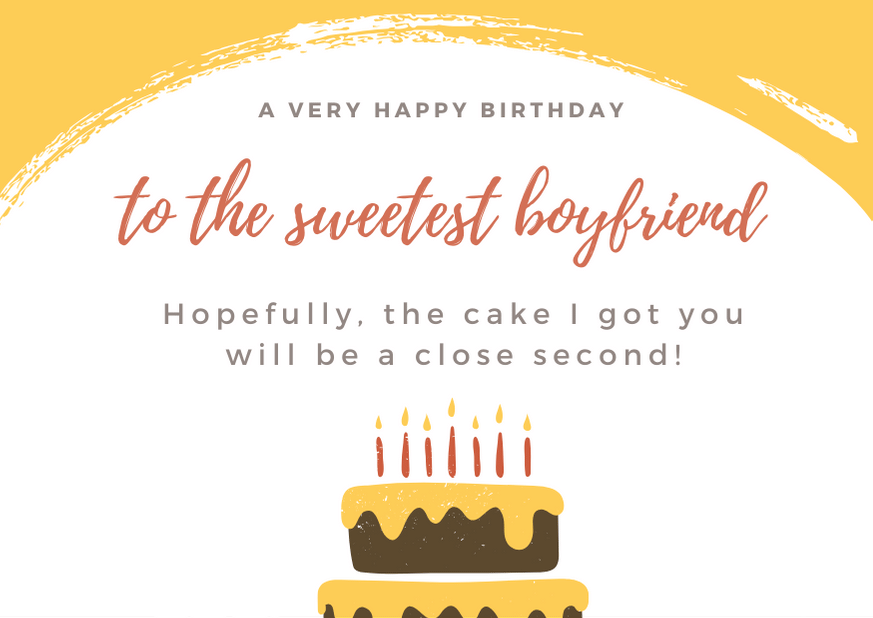 A VERY HAPPY BIRTHDAY
to the sweetest boyfriend
Hopefully, the cake I got you
will be a close second!